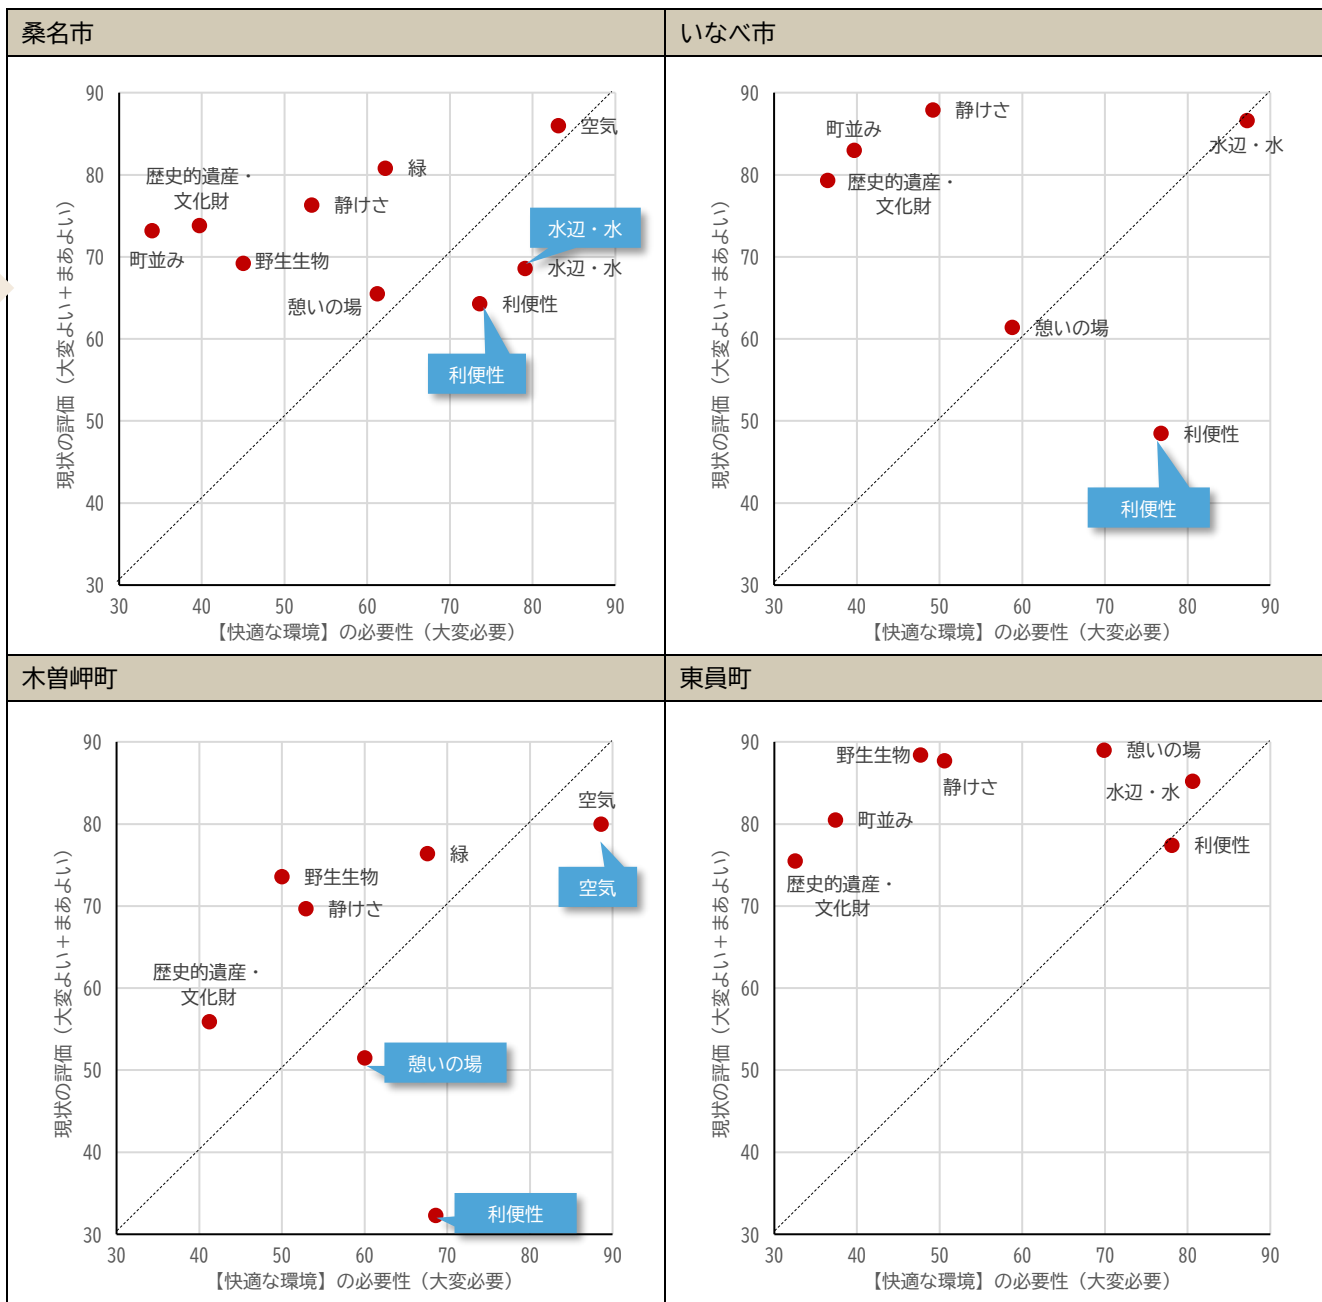 桑名市
90
80
70
60
50
40
30
30 40 50 60 70 80 90
現状の評価（大変よい＋まあよい）
【快適な環境】の必要性（大変必要）
空気
緑
歴史的遺産・
文化財
静けさ
水辺・水
町並み
野生生物
水辺・水
憩いの場
利便性
利便性
いなべ市
90
80
70
60
50
40
30
30 40 50 60 70 80 90
現状の評価（大変よい＋まあよい）
【快適な環境】の必要性（大変必要）
静けさ
町並み
水辺・水
歴史的遺産・
文化財
憩いの場
利便性
利便性
木曽岬町
90
80
70
60
50
40
30
30 40 50 60 70 80 90
現状の評価（大変よい＋まあよい）
【快適な環境】の必要性（大変必要）
空気
緑
野生生物
空気
静けさ
歴史的遺産・
文化財
憩いの場
利便性
東員町
90
80
70
60
50
40
30
30 40 50 60 70 80 90
現状の評価（大変よい＋まあよい）
【快適な環境】の必要性（大変必要）
野生生物
憩いの場
静けさ
水辺・水
町並み
利便性
歴史的遺産・
文化財